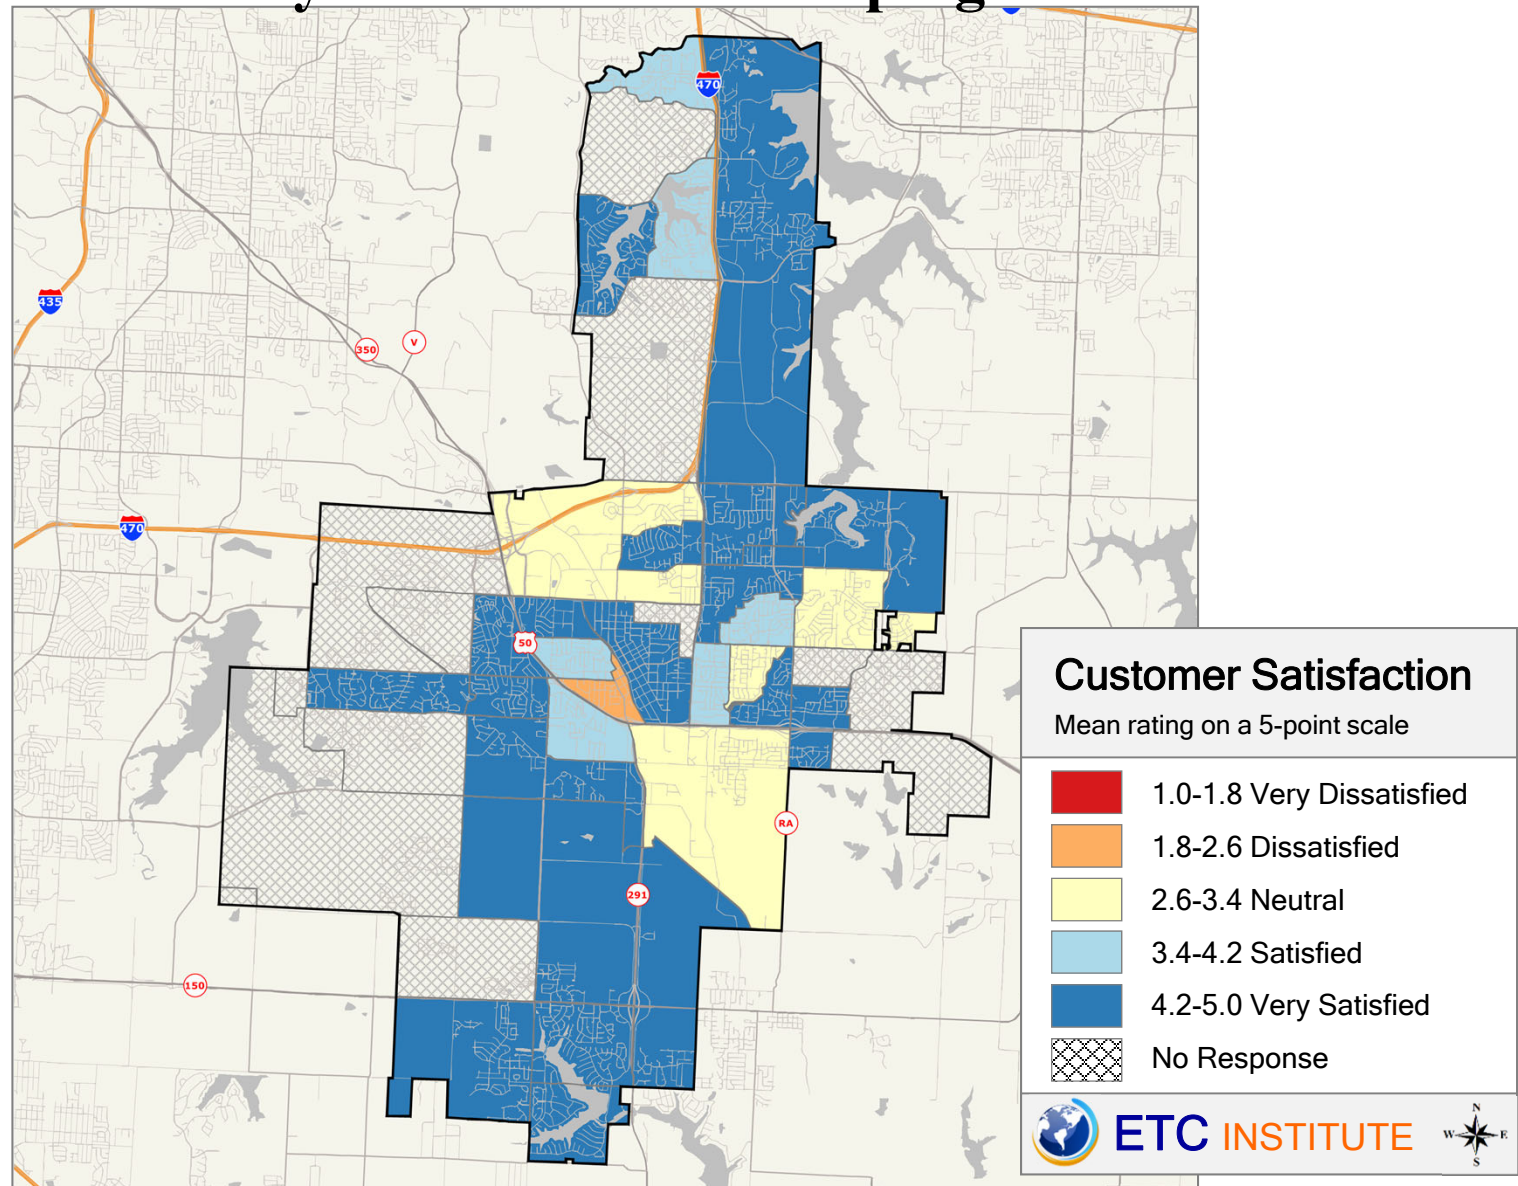 470
435
350
V
470
50
RA
291
150
Customer Satisfaction
Mean rating on a 5-point scale
1.0-1.8 Very Dissatisfied
1.8-2.6 Dissatisfied
2.6-3.4 Neutral
3.4-4.2 Satisfied
4.2-5.0 Very Satisfied
No Response
ETC INSTITUTE
N
W E
S